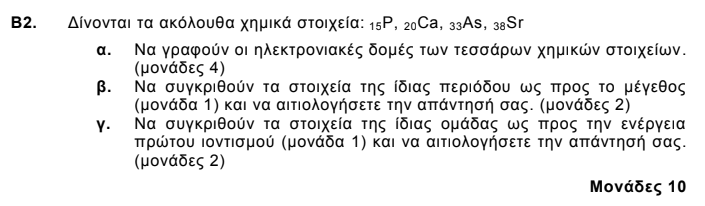 Β2. Δίνονται τα ακόλουθα χημικά στοιχεία: ₁₅P, ₂₀Ca, ₃₃As, ₃₈Sr
α. Να γραφούν οι ηλεκτρονιακές δομές των τεσσάρων χημικών στοιχείων.
(μονάδες 4)
β. Να συγκριθούν τα στοιχεία της ίδιας περιόδου ως προς το μέγεθος
(μονάδα 1) και να αιτιολογήσετε την απάντησή σας. (μονάδες 2)
γ. Να συγκριθούν τα στοιχεία της ίδιας ομάδας ως προς την ενέργεια
πρώτου ιοντισμού (μονάδα 1) και να αιτιολογήσετε την απάντησή σας.
(μονάδες 2)
Μονάδες 10